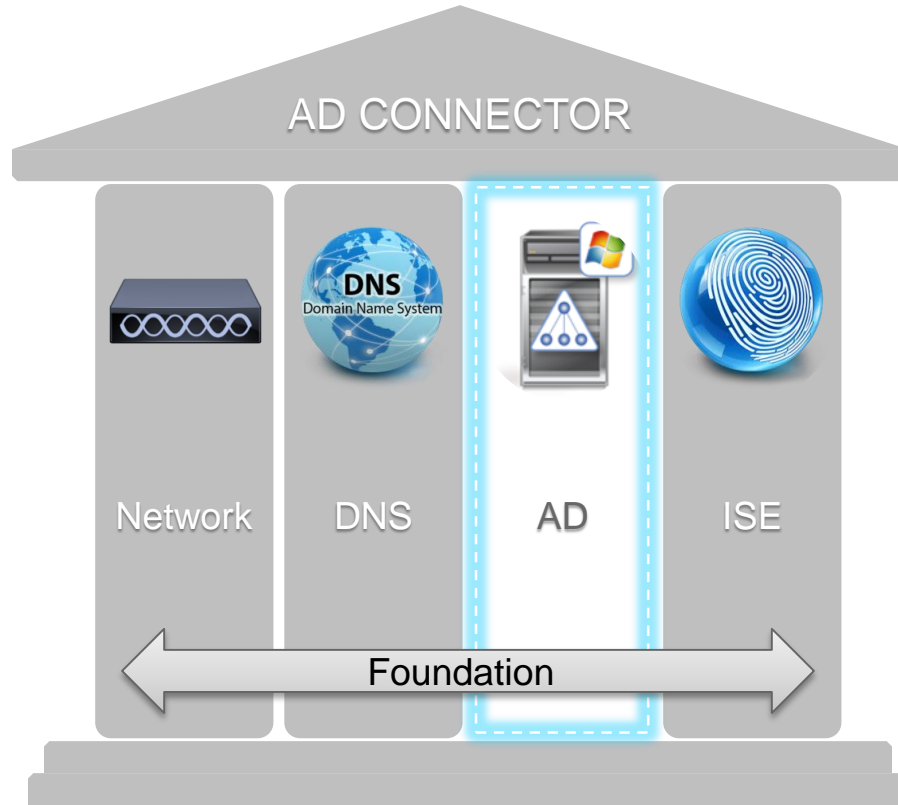 AD CONNECTOR
DNS
Domain Name System
Network
DNS
AD
ISE
Foundation